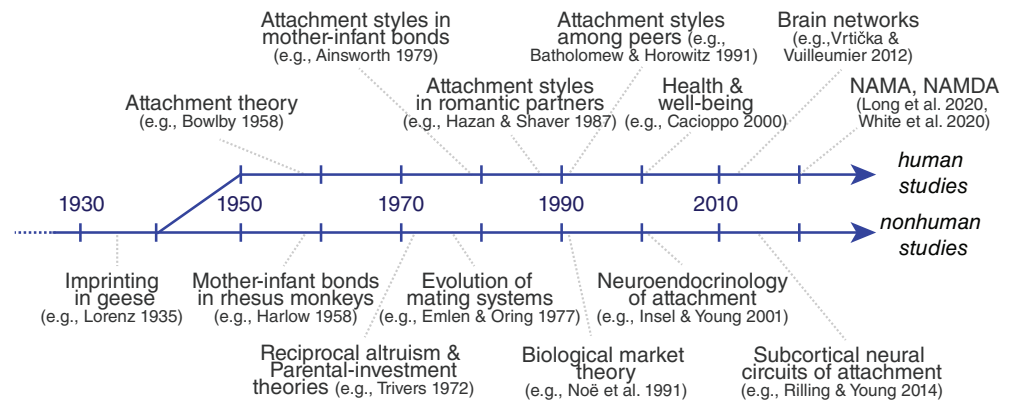 Attachment styles in
mother-infant bonds
(e.g., Ainsworth 1979)
Attachment styles
among peers (e.g.,
Batholomew & Horowitz 1991)
Brain networks
(e.g.,Vrtička &
Vuilleumier 2012)
Attachment theory
(e.g., Bowlby 1958)
Attachment styles
in romantic partners
(e.g., Hazan & Shaver 1987)
Health &
well-being
(e.g., Cacioppo 2000)
NAMA, NAMDA
(Long et al. 2020,
White et al. 2020)
human
studies
1930
1950
1970
1990
2010
nonhuman
studies
Imprinting
in geese
(e.g., Lorenz 1935)
Mother-infant bonds
in rhesus monkeys
(e.g., Harlow 1958)
Evolution of
mating systems
(e.g., Emlen & Oring 1977)
Neuroendocrinology
of attachment
(e.g., Insel & Young 2001)
Reciprocal altruism &
Parental-investment
theories (e.g., Trivers 1972)
Biological market
theory
(e.g., Noë et al. 1991)
Subcortical neural
circuits of attachment
(e.g., Rilling & Young 2014)